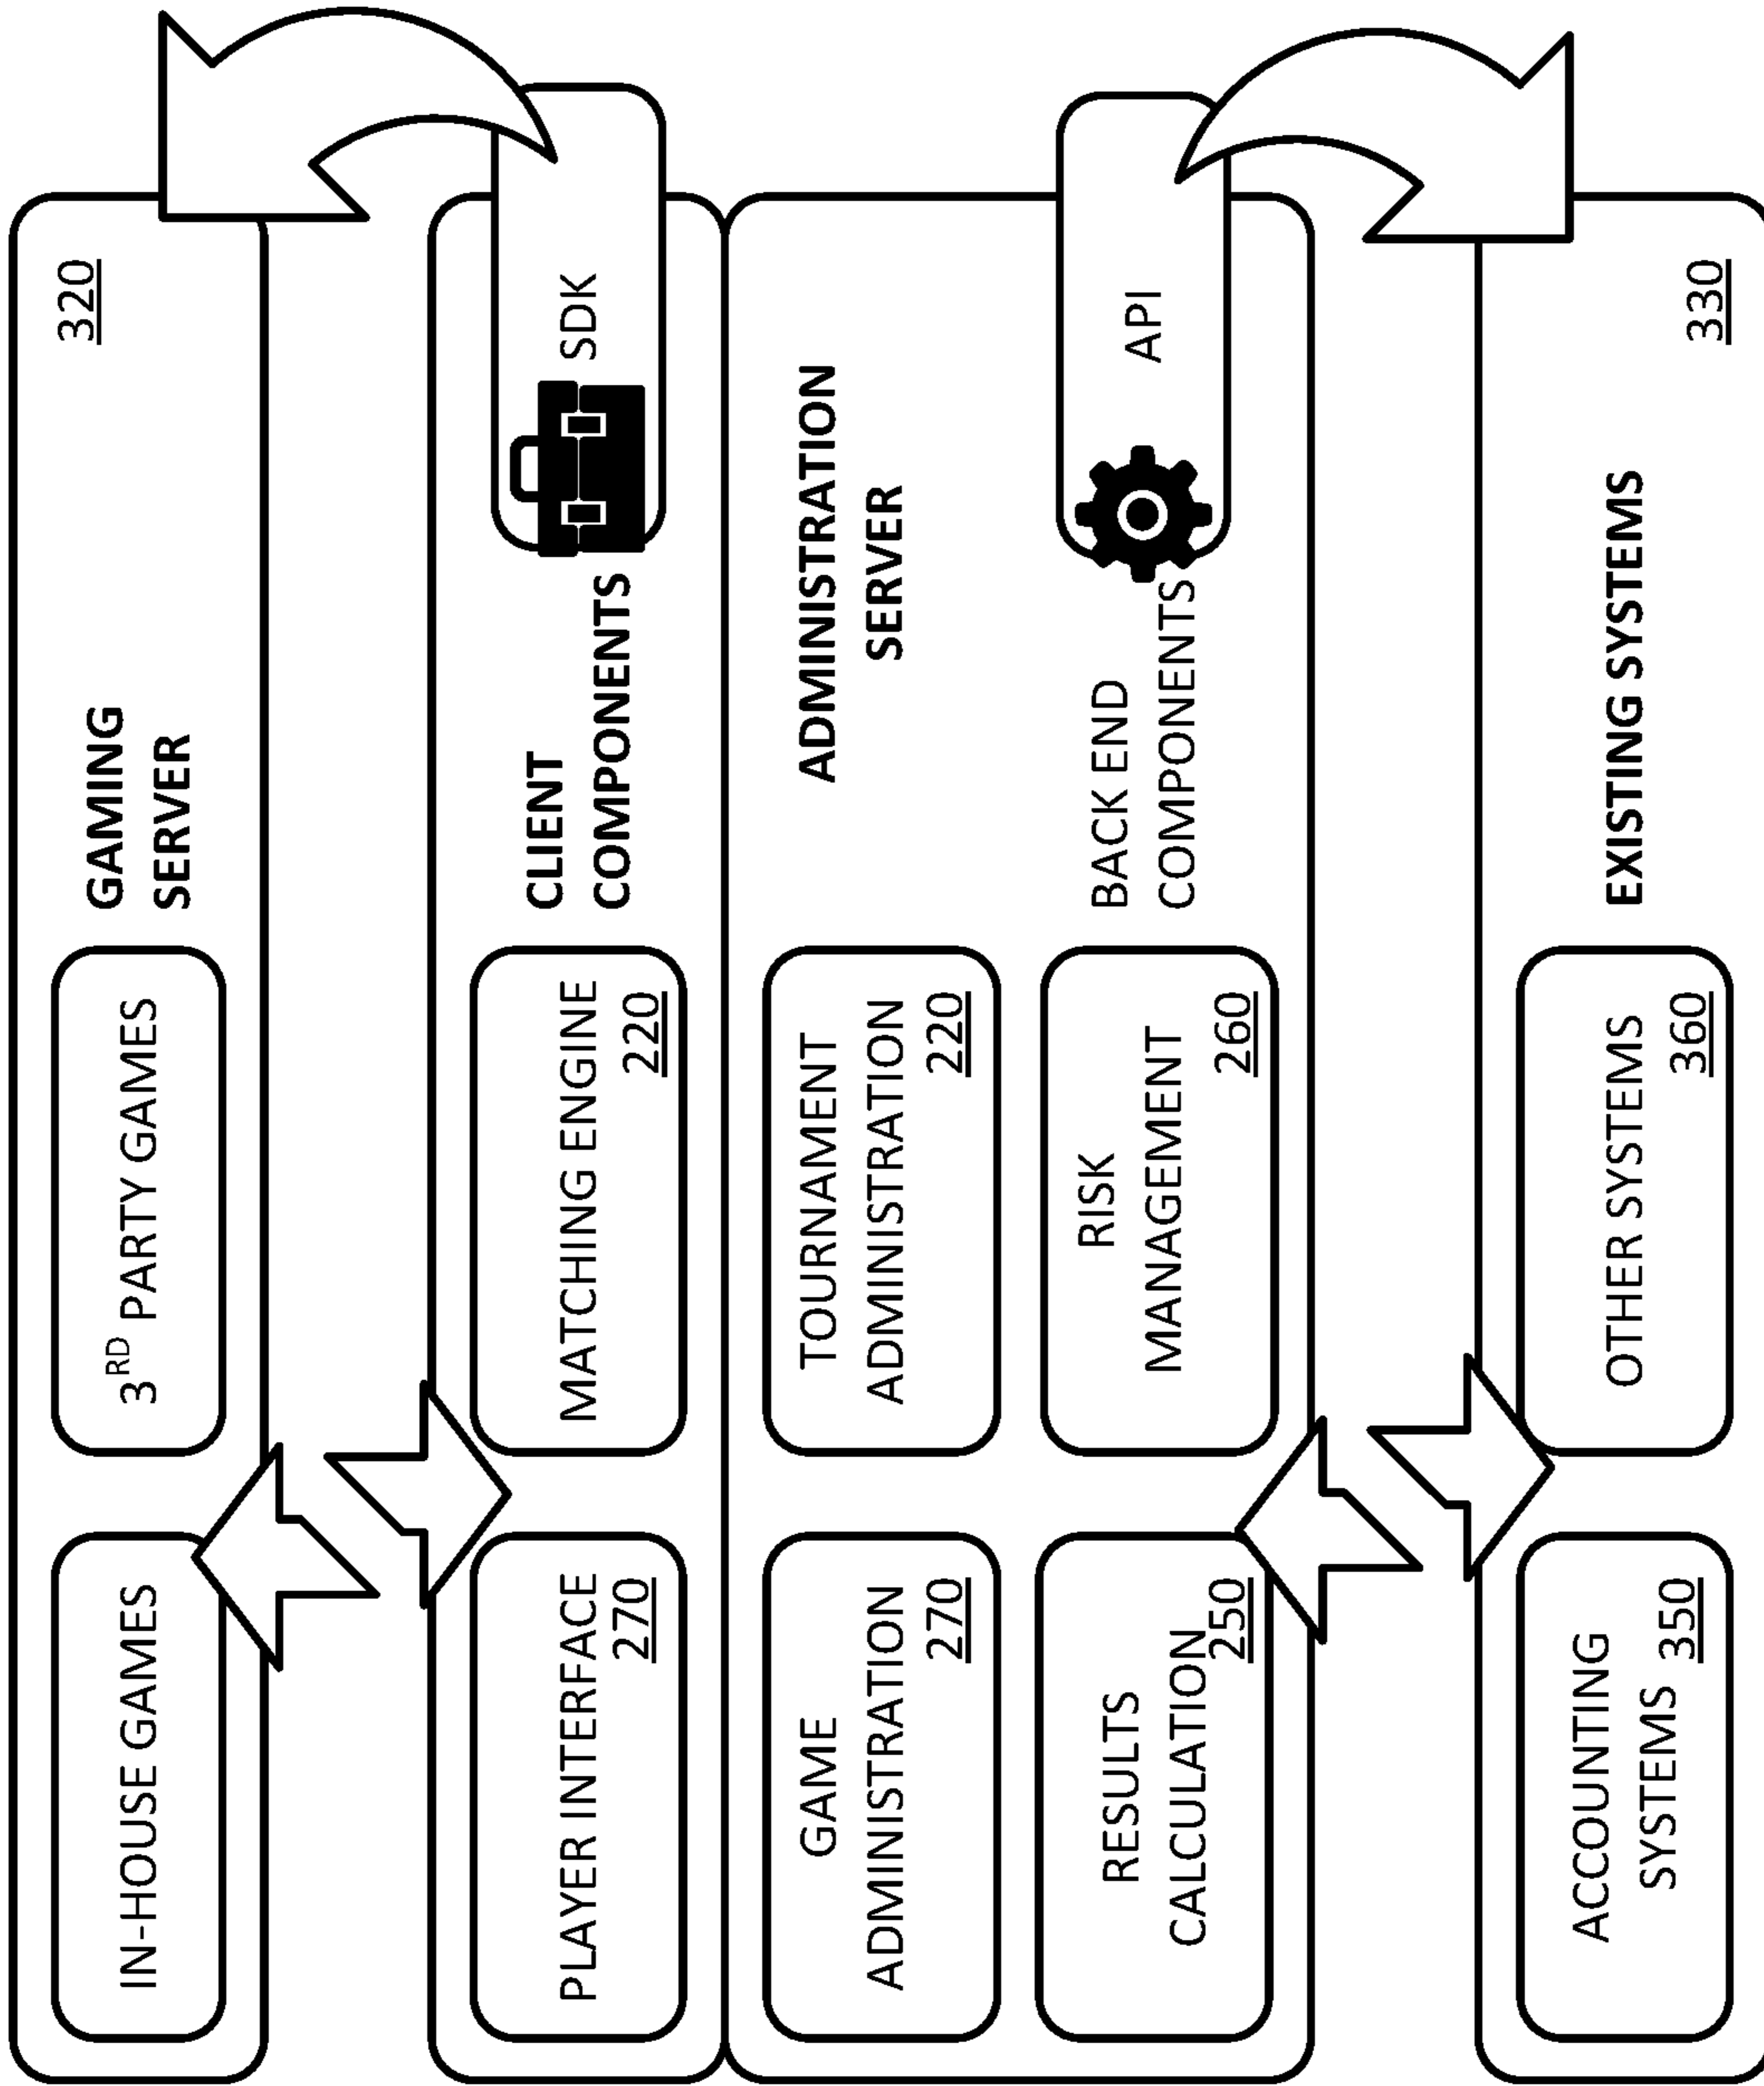 IN-HOUSE GAMES
3RD PARTY GAMES
GAMING
SERVER
320
PLAYER INTERFACE
270
MATCHING ENGINE
220
CLIENT
COMPONENTS
SDK
GAME
ADMINISTRATION
270
TOURNAMENT
ADMINISTRATION
220
ADMINISTRATION
SERVER
RESULTS
CALCULATION
250
RISK
MANAGEMENT
260
BACK END
COMPONENTS
API
ACCOUNTING
SYSTEMS 350
OTHER SYSTEMS
360
EXISTING SYSTEMS
330